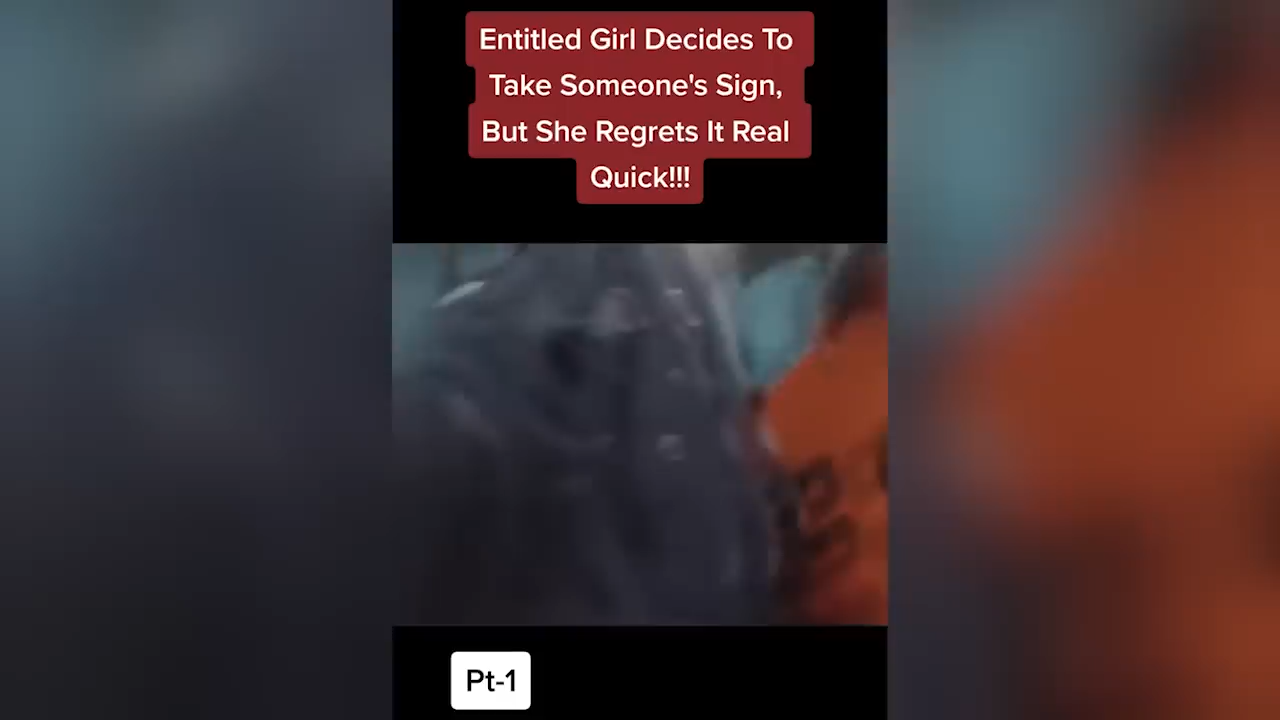 Entitled Girl Decides To
Take Someone's Sign,
But She Regrets It Real
Quick!!!
Pt-1